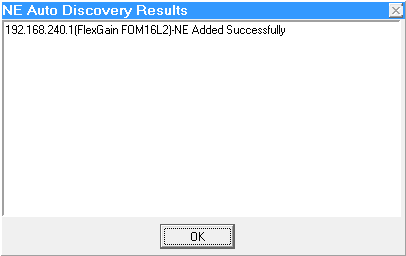 NE Auto Discovery Results
192.168.240.1(FlexGain FOM16L2)-NE Added Successfully
OK